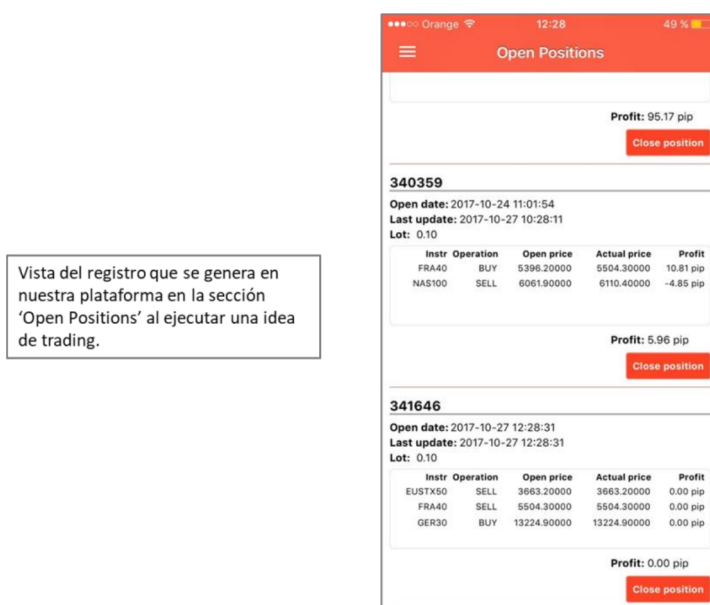 Vista del registro que se genera en
nuestra plataforma en la sección
‘Open Positions’ al ejecutar una idea
de trading.
Orange 12:28 49 %
Open Positions
Profit: 95.17 pip
Close position
340359
Open date: 2017-10-24 11:01:54
Last update: 2017-10-27 10:28:11
Lot: 0.10
Instr Operation Open price Actual price Profit
FRA40 BUY 5396.20000 5504.30000 10.81 pip
NAS100 SELL 6061.90000 6110.40000 -4.85 pip
Profit: 5.96 pip
Close position
341646
Open date: 2017-10-27 12:28:31
Last update: 2017-10-27 12:28:31
Lot: 0.10
Instr Operation Open price Actual price Profit
EUSTX50 SELL 3663.20000 3663.20000 0.00 pip
FRA40 SELL 5504.30000 5504.30000 0.00 pip
GER30 BUY 13224.90000 13224.90000 0.00 pip
Profit: 0.00 pip
Close position